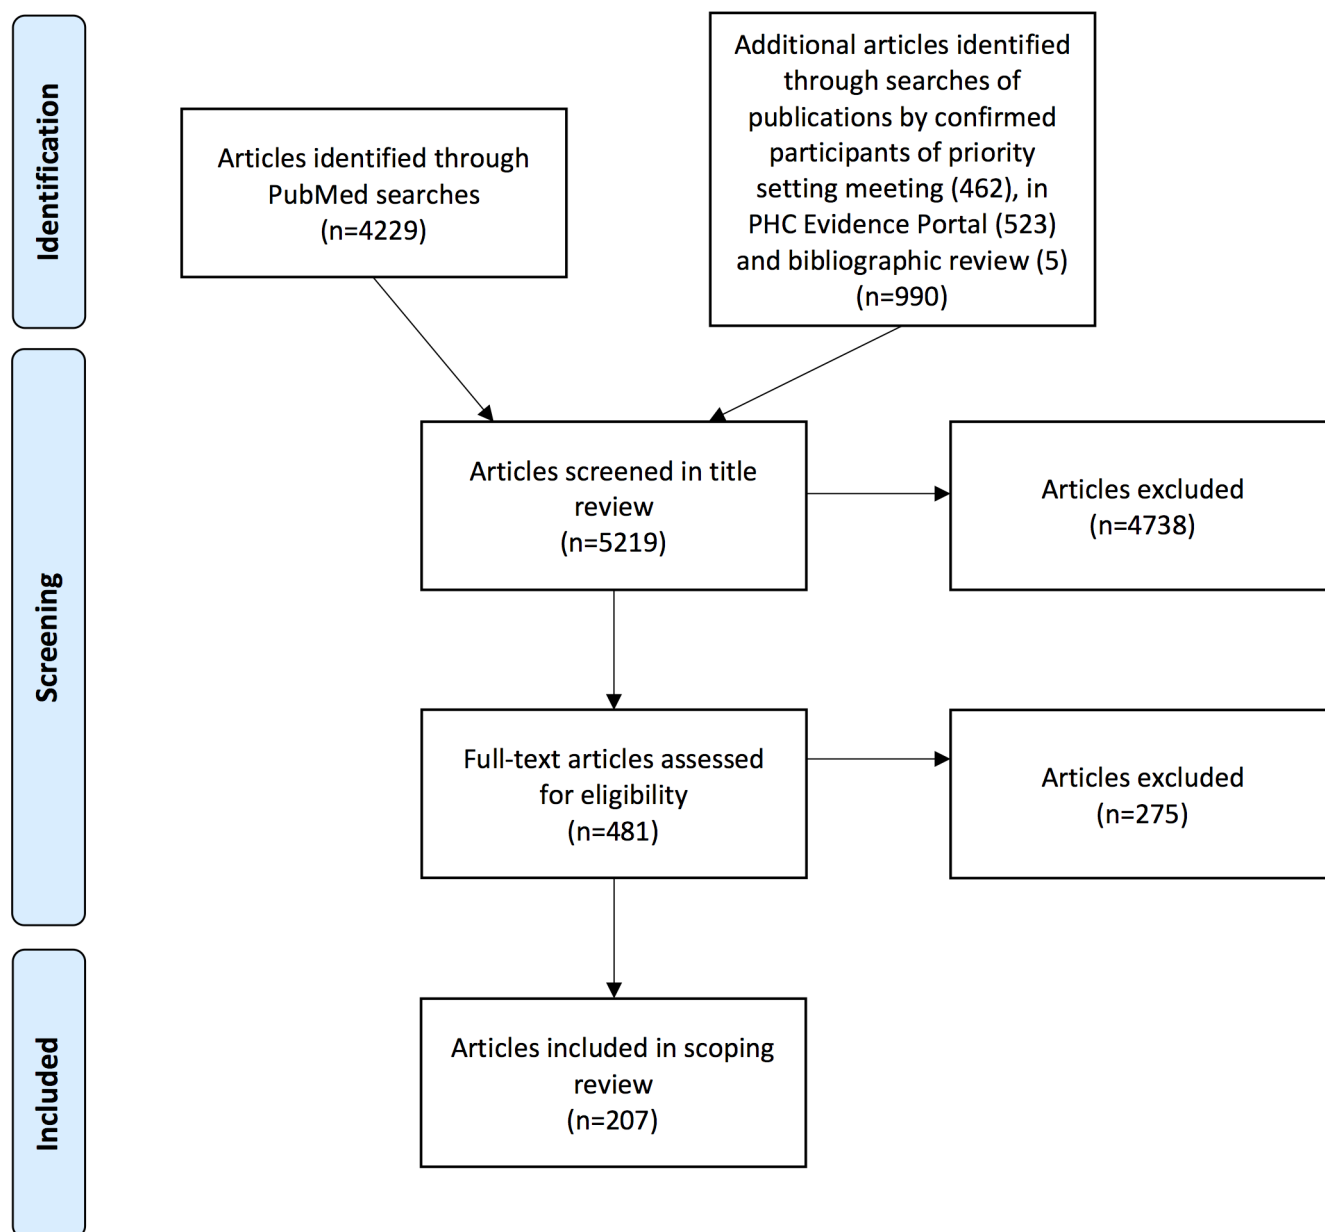 Identification
Articles identified through
PubMed searches
(n=4229)
Additional articles identified
through searches of
publications by confirmed
participants of priority
setting meeting (462), in
PHC Evidence Portal (523)
and bibliographic review (5)
(n=990)
Screening
Articles screened in title
review
(n=5219)
Articles excluded
(n=4738)
Full-text articles assessed
for eligibility
(n=481)
Articles excluded
(n=275)
Included
Articles included in scoping
review
(n=207)